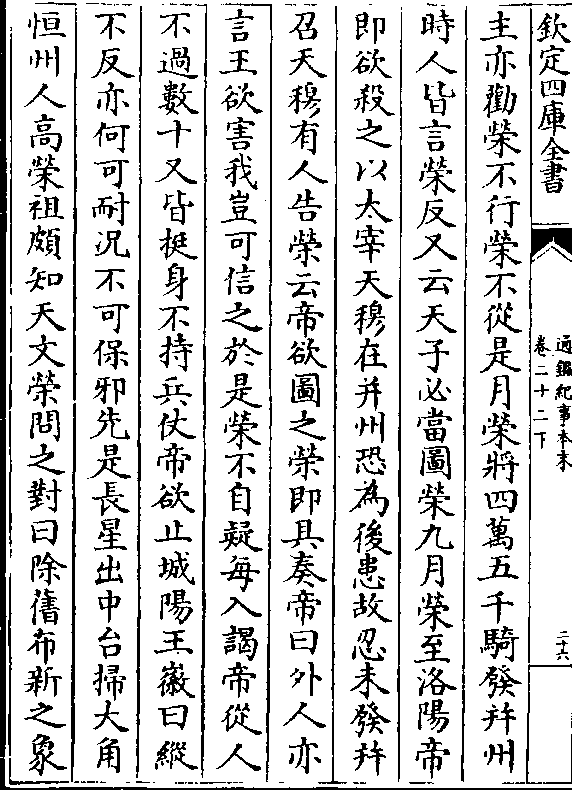 欽定四庫全書
通鑑紀事本末
卷二十二下
二十六
主亦勸榮不行榮不從是月榮將四萬五千騎發幷州
時人皆言榮反又云天子必當圖榮九月榮至洛陽帝
即欲殺之以太宰天穆在幷州恐為後患故忍未發幷
召天穆有人告榮云帝欲圖之榮即具奏帝曰外人亦
言王欲害我豈可信之於是榮不自疑每入謁帝從人
不過數十又皆挺身不持兵仗帝欲止城陽王徽曰縱
不反亦何可耐況不可保邪先是長星出中台掃大角
恒州人高榮祖頗知天文榮問之對曰除舊布新之象